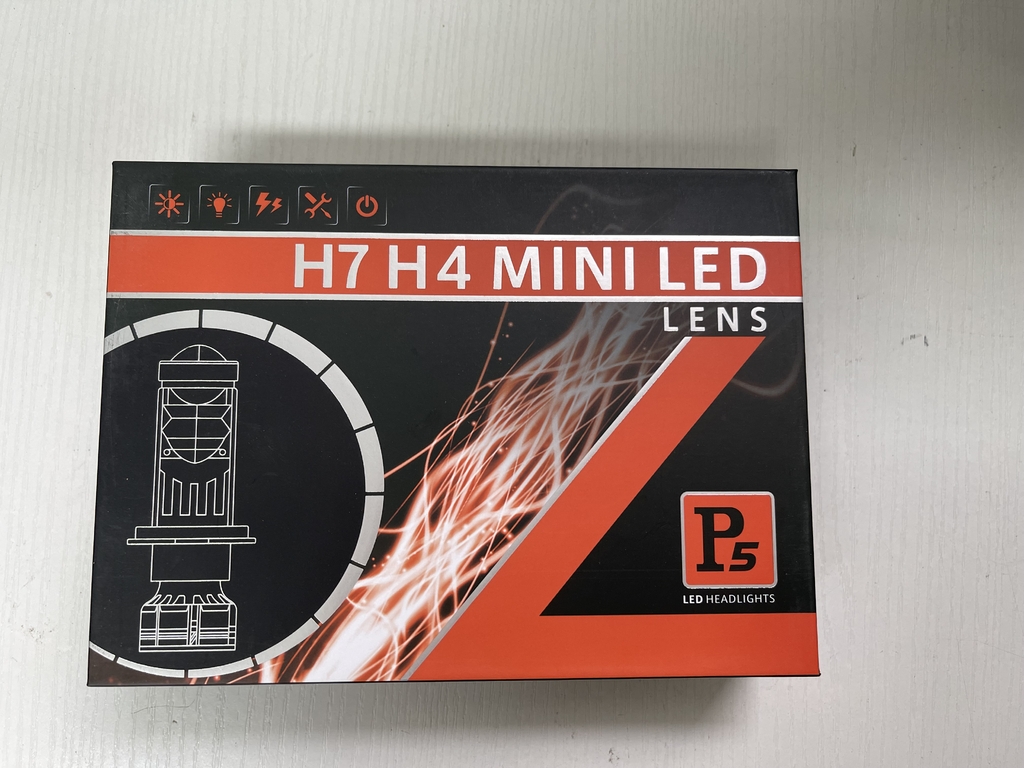 H7 H4 MINI LED
LENS
P5
LED HEADLIGHTS